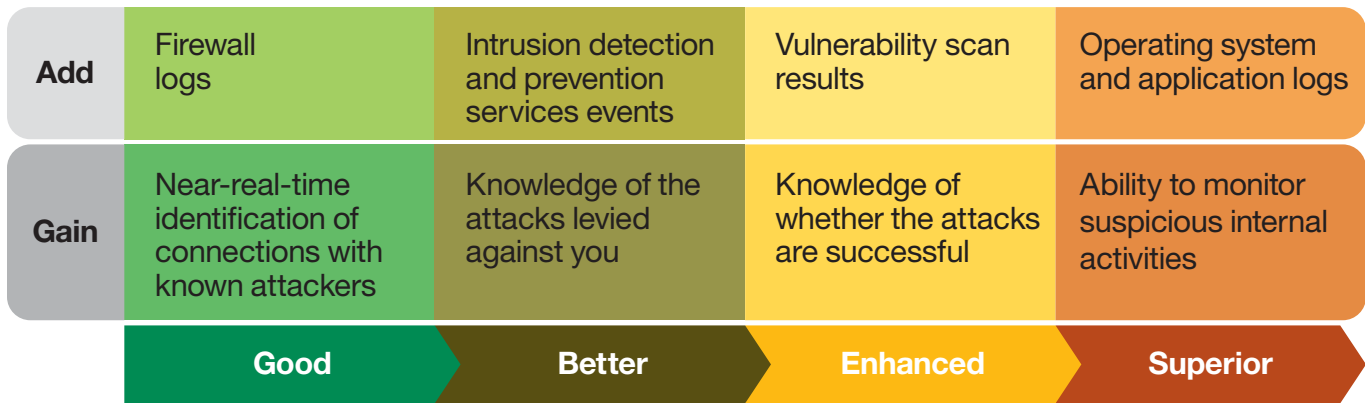 Add
Firewall
logs
Intrusion detection
and prevention
services events
Vulnerability scan
results
Operating system
and application logs
Gain
Near-real-time
identification of
connections with
known attackers
Knowledge of the
attacks levied
against you
Knowledge of
whether the attacks
are successful
Ability to monitor
suspicious internal
activities
Good
Better
Enhanced
Superior